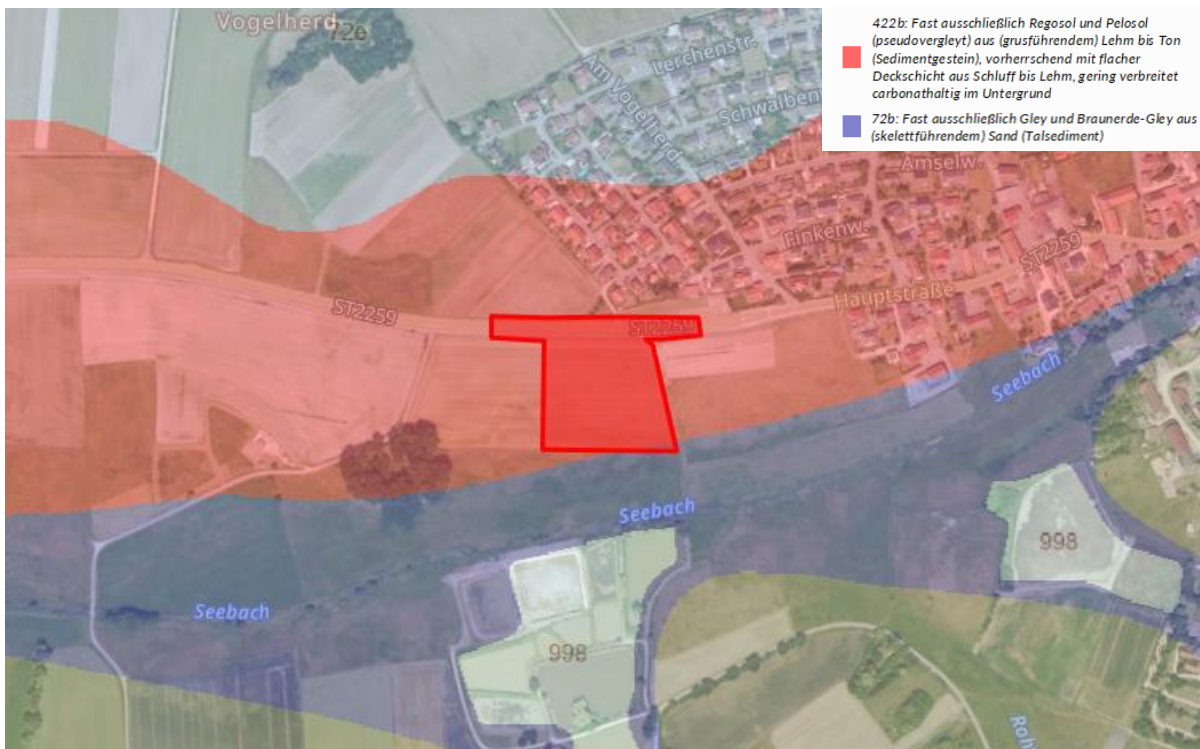 Vogelherd
72e
Lerchenstr.
Am Vogelherd
Schwalben
422b: Fast ausschließlich Regosol und Pelosol
(pseudovergleyt) aus (grusführendem) Lehm bis Ton
(Sedimentgestein), vorherrschend mit flacher
Deckschicht aus Schluff bis Lehm, gering verbreitet
carbonathaltig im Untergrund
72b: Fast ausschließlich Gley und Braunerde-Gley aus
(skelettführendem) Sand (Talsediment)
Amselw.
Finkenw.
ST2259
Hauptstraße
ST2259
ST2259
Seebach
Seebach
998
Seebach
998
Roh